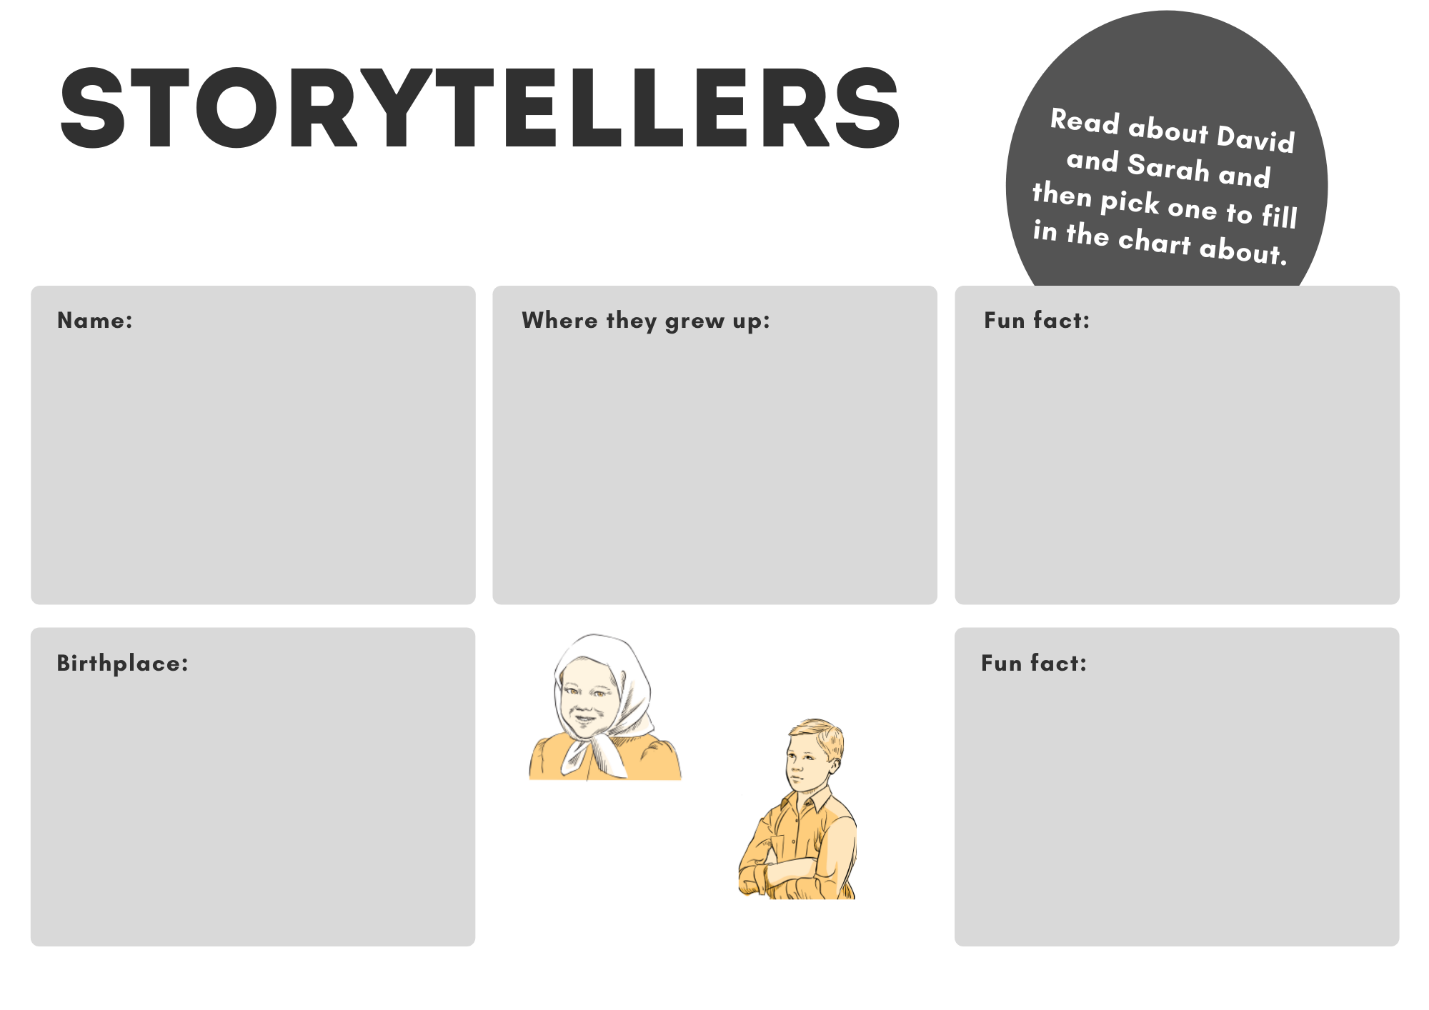 STORYTELLERS
Read about David
and Sarah and
then pick one to fill
in the chart about.
Name:
Where they grew up:
Fun fact:
Birthplace:
Fun fact: